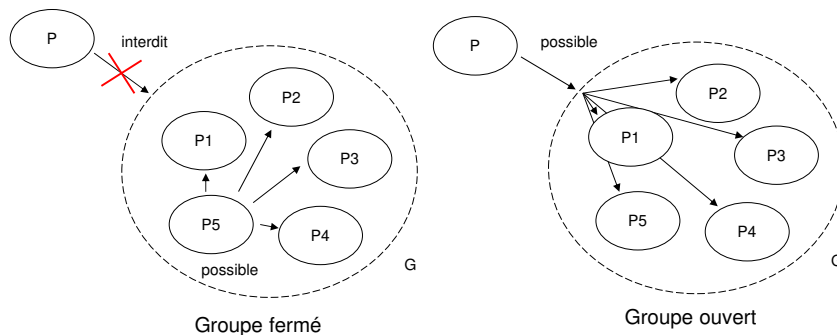 P
interdit
P2
P1
P3
P5
P4
possible
G
Groupe fermé
P
possible
P2
P1
P3
P5
P4
Groupe ouvert